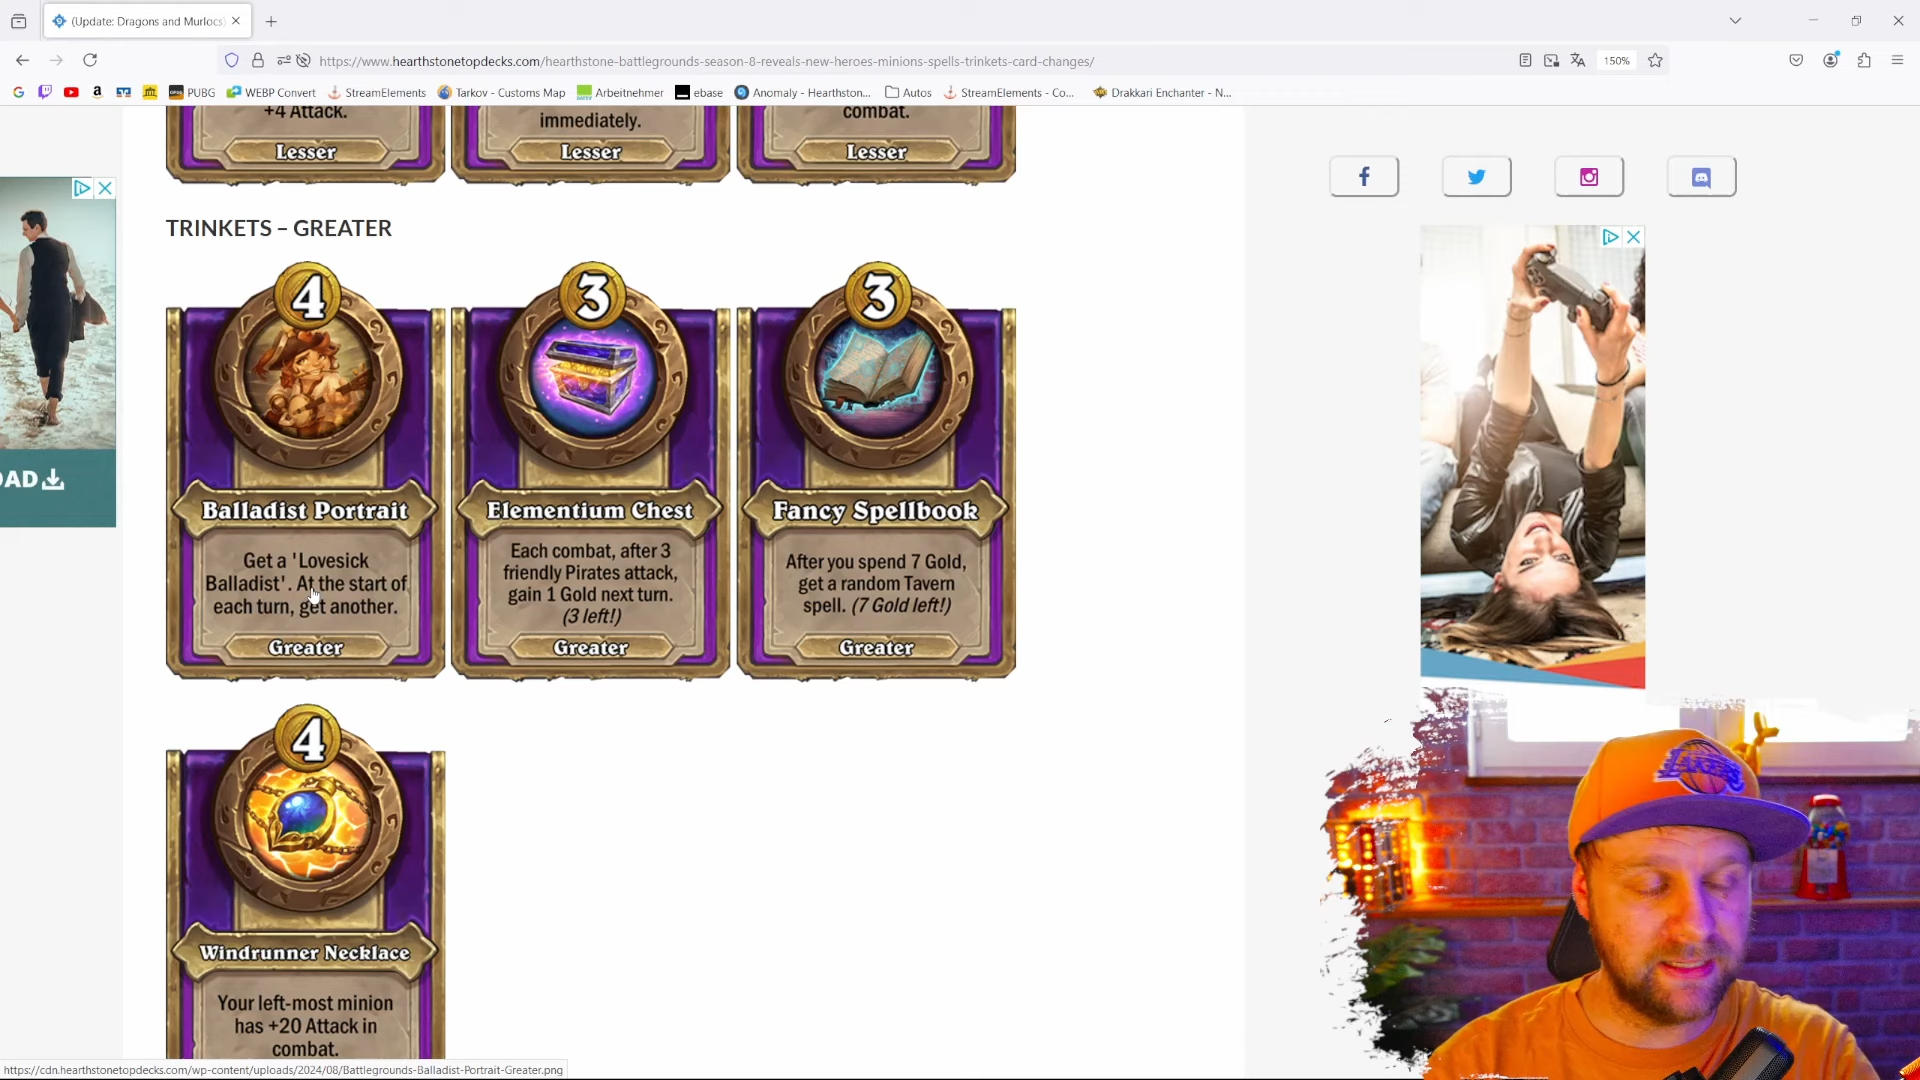 (Update: Dragons and Murlocs)
https://www.hearthstonetopdecks.com/hearthstone-battlegrounds-season-8-reveals-new-heroes-minions-spells-trinkets-card-changes/
150%
PUBG
WEBP Convert
StreamElements
Tarkov - Customs Map
Arbeitnehmer
ebase
Anomaly - Hearthston...
Autos
StreamElements - Co...
Drakkari Enchanter - N...
+4 Attack.
immediately.
combat.
Lesser
Lesser
Lesser
TRINKETS – GREATER
4
3
3
Balladist Portrait
Get a 'Lovesick
Balladist'. At the start of
each turn, get another.
Greater
Elementium Chest
Each combat, after 3
friendly Pirates attack,
gain 1 Gold next turn.
(3 left!)
Greater
Fancy Spellbook
After you spend 7 Gold,
get a random Tavern
spell. (7 Gold left!)
Greater
OAD
4
Windrunner Necklace
Your left-most minion
has +20 Attack in
combat.
https://cdn.hearthstonetopdecks.com/wp-content/uploads/2024/08/Battlegrounds-Balladist-Portrait-Greater.png